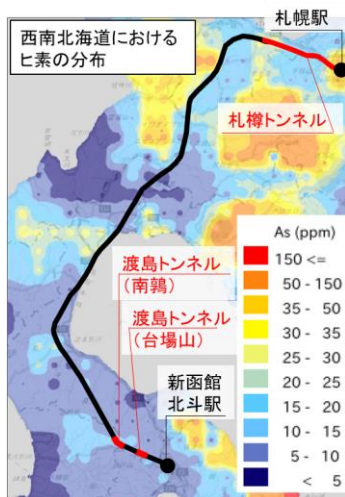 西南北海道における
ヒ素の分布
札幌駅
札樽トンネル
渡島トンネル
(南鶉)
渡島トンネル
(台場山)
新函館
北斗駅
As (ppm)
150 <=
50 - 150
35 - 50
30 - 35
25 - 30
20 - 25
15 - 20
10 - 15
5 - 10
< 5